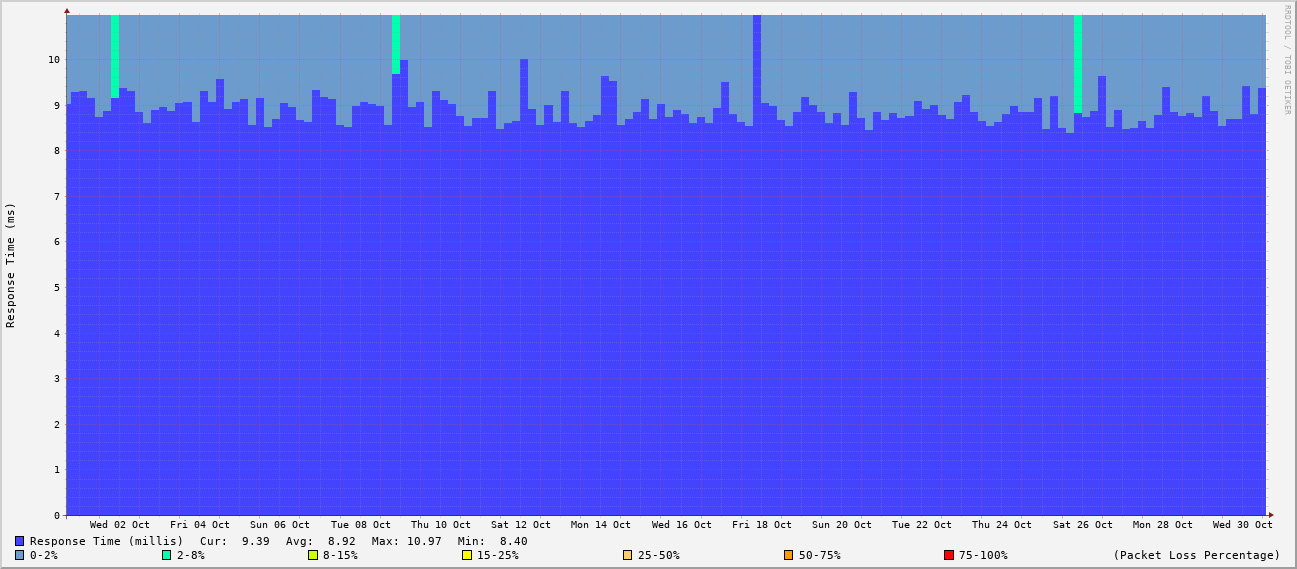 RRDTOOL / TOBI OETIKER
Response Time (ms)
10
9
8
7
6
5
4
3
2
1
0
Wed 02 Oct Fri 04 Oct Sun 06 Oct Tue 08 Oct Thu 10 Oct Sat 12 Oct Mon 14 Oct Wed 16 Oct Fri 18 Oct Sun 20 Oct Tue 22 Oct Thu 24 Oct Sat 26 Oct Mon 28 Oct Wed 30 Oct
Response Time (millis) Cur: 9.39 Avg: 8.92 Max: 10.97 Min: 8.40
0-2% 2-8% 8-15% 15-25% 25-50% 50-75% 75-100% (Packet Loss Percentage)